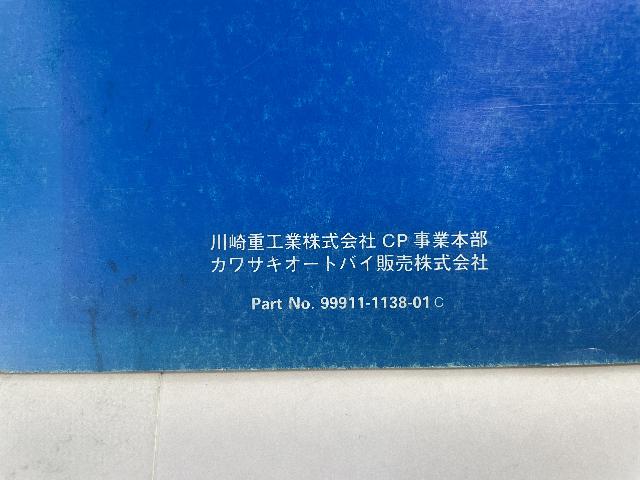 川崎重工業株式会社 CP 事業本部
カワサキオートバイ販売株式会社
Part No. 99911-1138-01 C